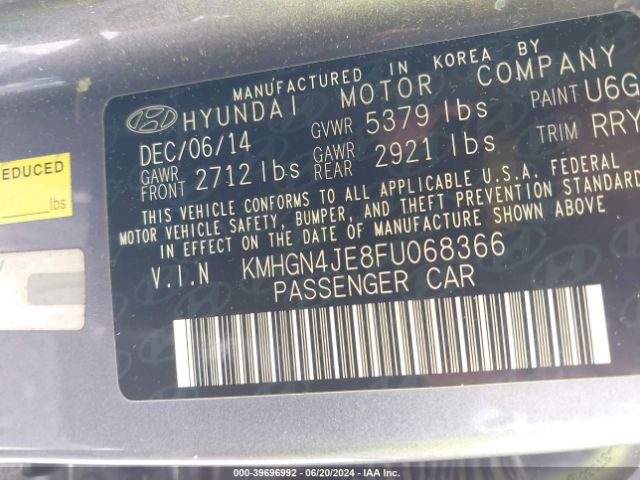 MANUFACTURED IN KOREA BY
HYUNDAI MOTOR COMPANY
DEC/06/14 GVWR 5379 lbs PAINT U6G
GAWR FRONT 2712 lbs GAWR REAR 2921 lbs TRIM RRY
THIS VEHICLE CONFORMS TO ALL APPLICABLE U.S.A. FEDERAL
MOTOR VEHICLE SAFETY, BUMPER, AND THEFT PREVENTION STANDARD
IN EFFECT ON THE DATE OF MANUFACTURE SHOWN ABOVE.
V.I.N KMHGN4JE8FU068366
PASSENGER CAR
EDUCED
lbs
000-39696992 / 06/20/2024 - IAA Inc.